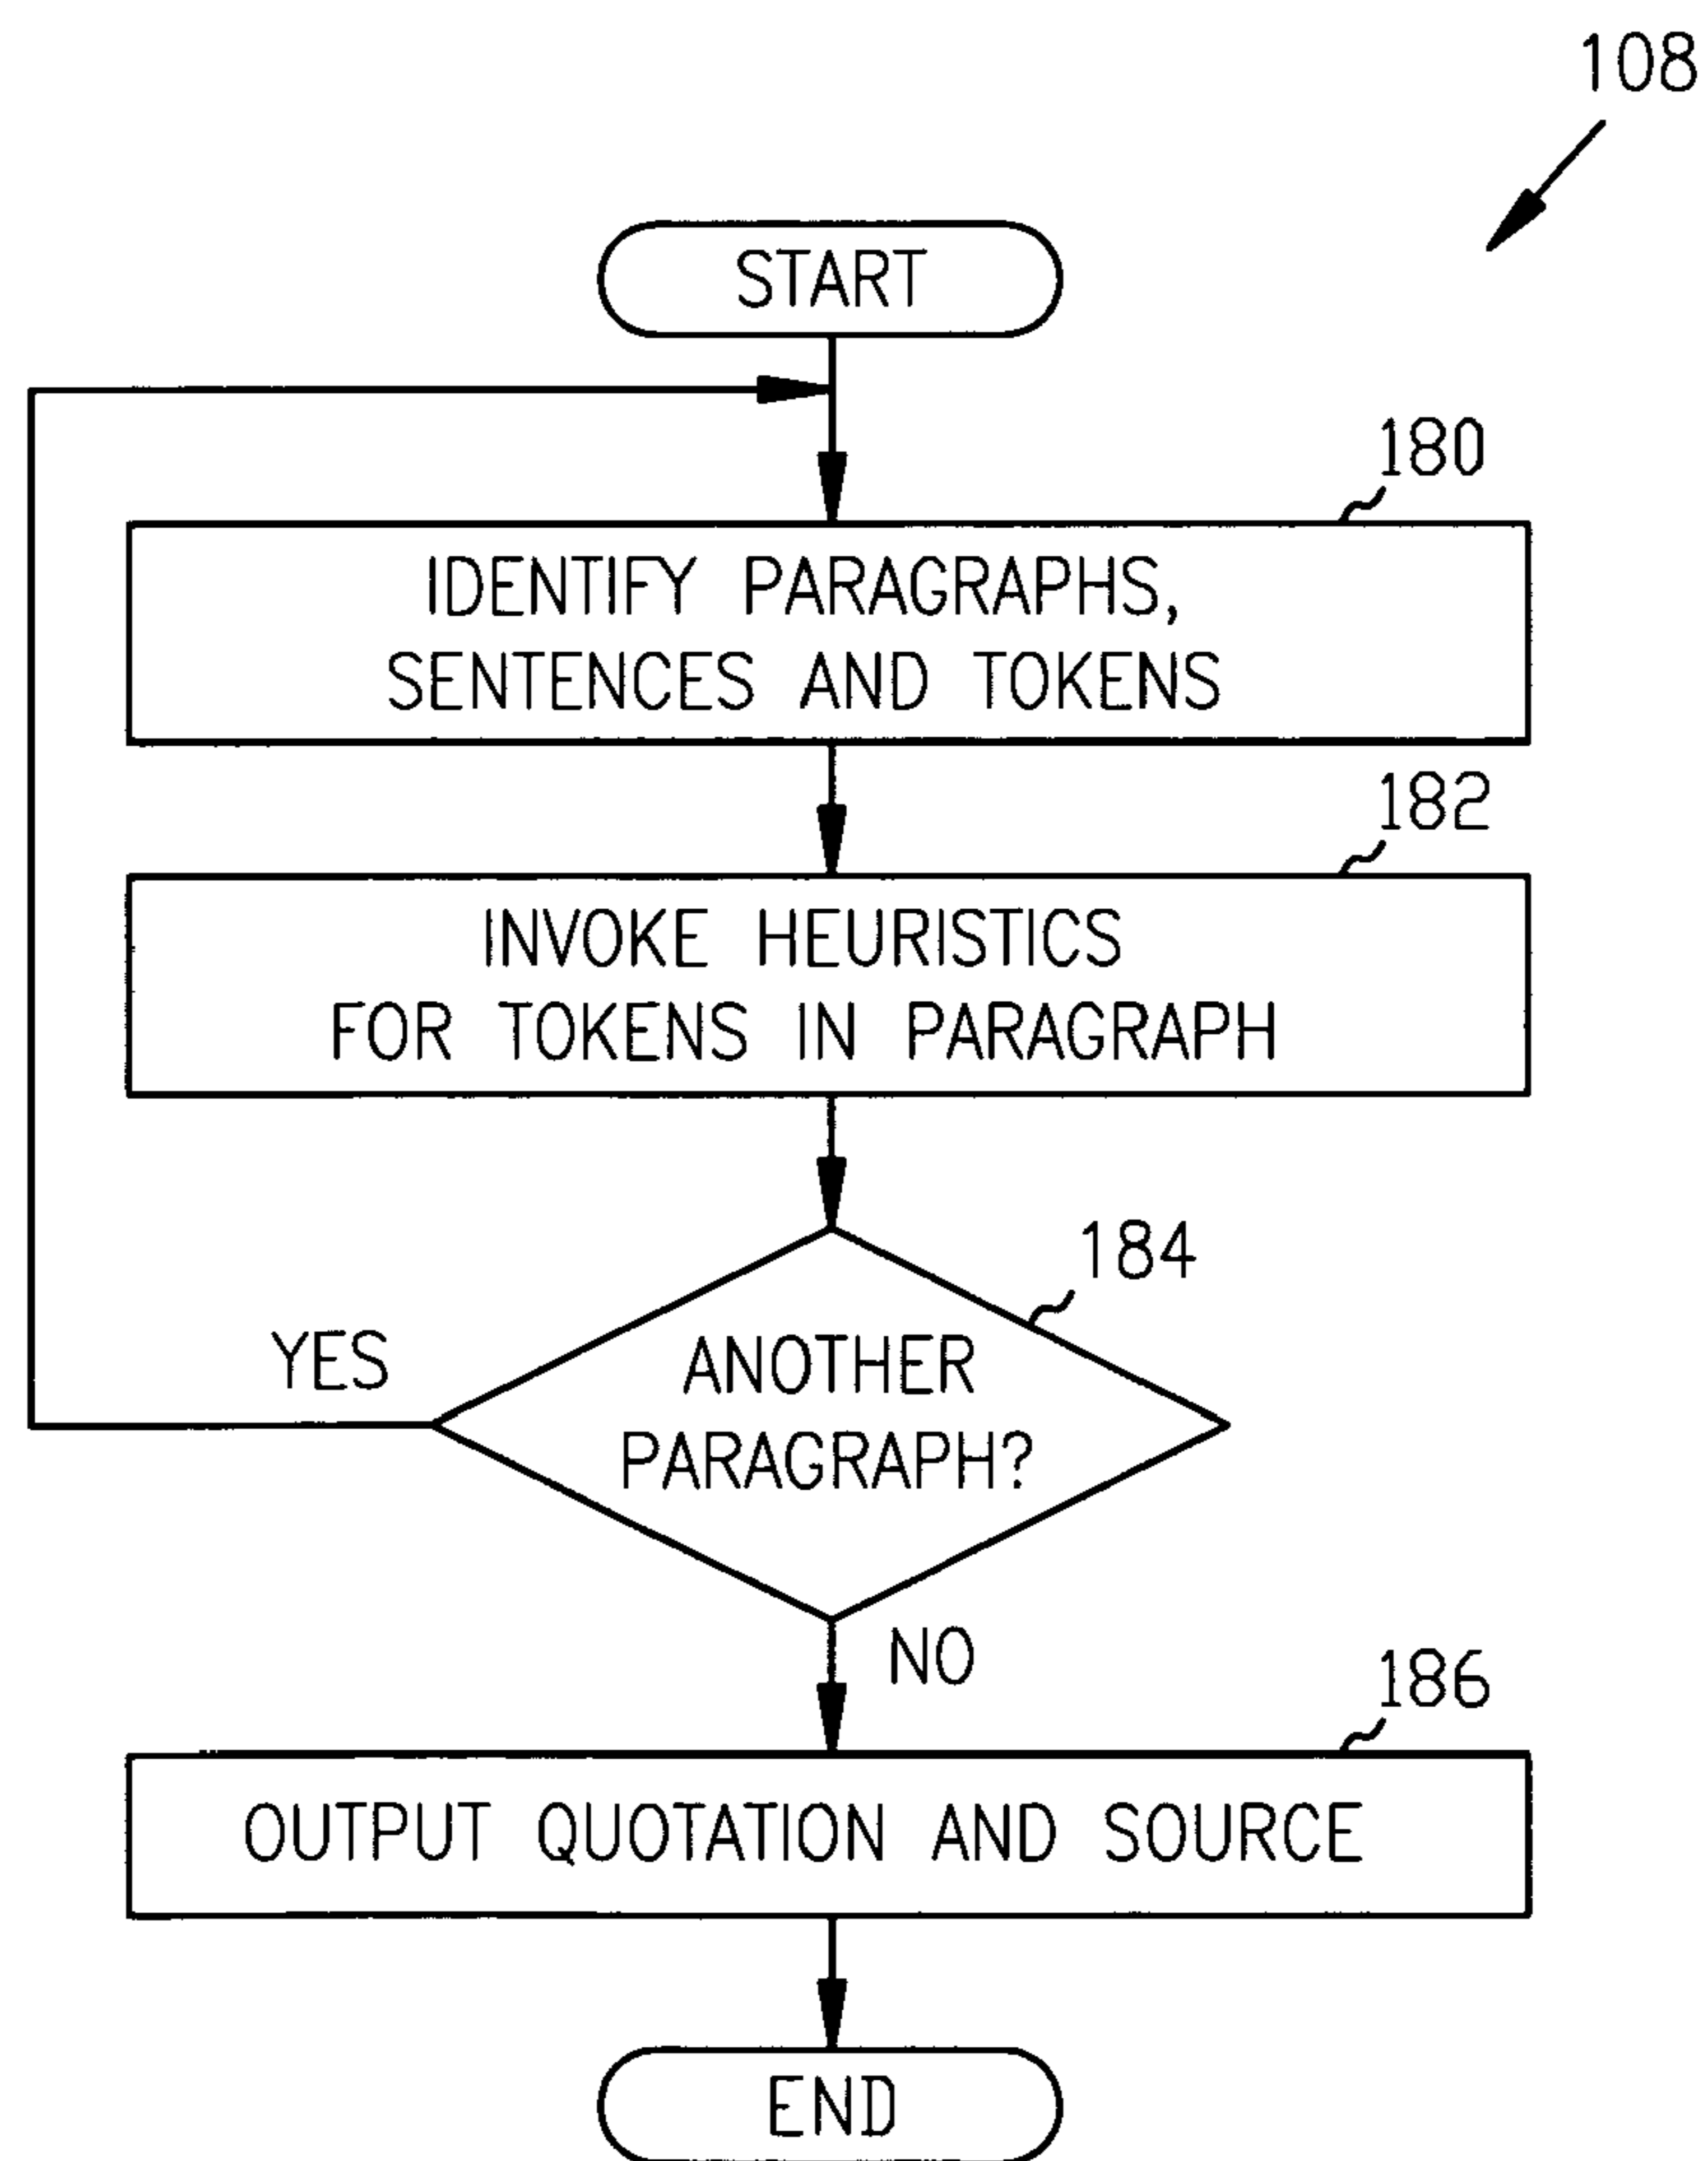 108
START
180
IDENTIFY PARAGRAPHS,
SENTENCES AND TOKENS
182
INVOKE HEURISTICS
FOR TOKENS IN PARAGRAPH
184
YES
ANOTHER
PARAGRAPH?
NO
186
OUTPUT QUOTATION AND SOURCE
END